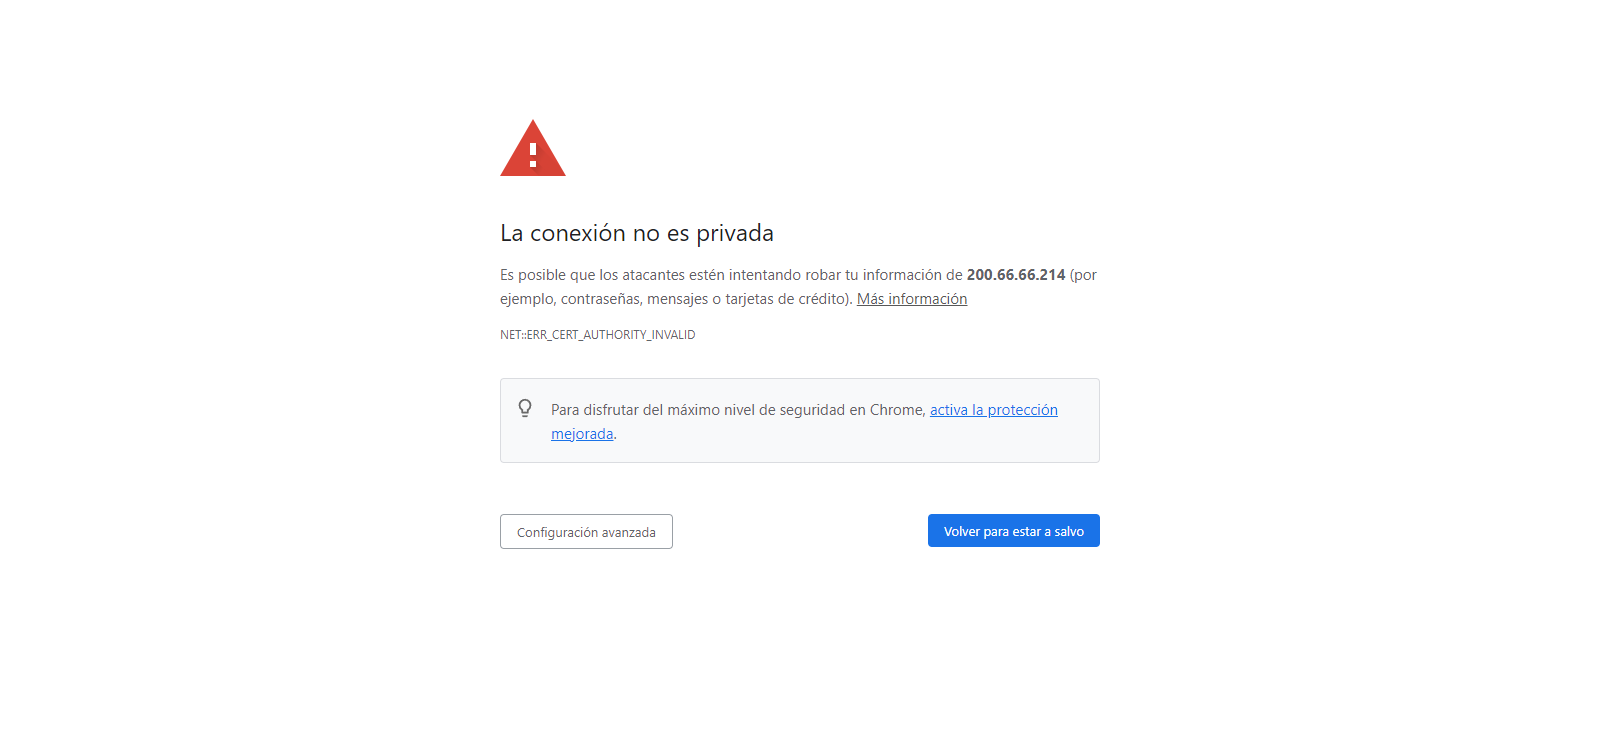 La conexión no es privada
Es posible que los atacantes estén intentando robar tu información de 200.66.66.214 (por
ejemplo, contraseñas, mensajes o tarjetas de crédito). Más información
NET::ERR_CERT_AUTHORITY_INVALID
Para disfrutar del máximo nivel de seguridad en Chrome, activa la protección
mejorada.
Configuración avanzada
Volver para estar a salvo